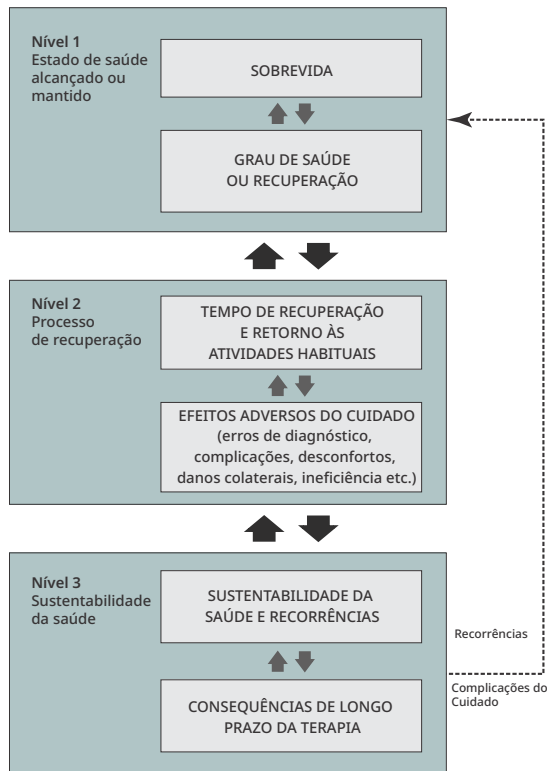 Nível 1
Estado de saúde
alcançado ou
mantido
SOBREVIDA
GRAU DE SAÚDE
OU RECUPERAÇÃO
Nível 2
Processo
de recuperação
TEMPO DE RECUPERAÇÃO
E RETORNO ÀS
ATIVIDADES HABITUAIS
EFEITOS ADVERSOS DO CUIDADO
(erros de diagnóstico,
complicações, desconfortos,
danos colaterais, ineficiência etc.)
Nível 3
Sustentabilidade
da saúde
SUSTENTABILIDADE DA
SAÚDE E RECORRÊNCIAS
CONSEQUÊNCIAS DE LONGO
PRAZO DA TERAPIA
Recorrências
Complicações do
Cuidado